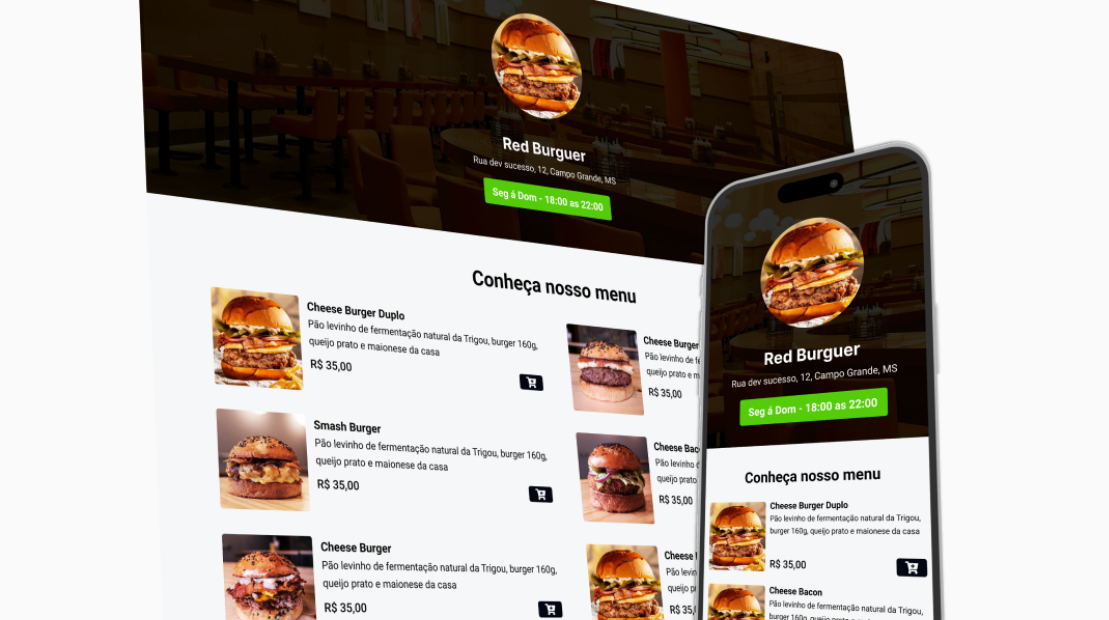 Red Burguer
Rua dev sucesso, 12, Campo Grande, MS
Seg á Dom - 18:00 as 22:00
Conheça nosso menu
Cheese Burger Duplo
Pão levinho de fermentação natural da Trigou, burger 160g,
queijo prato e maionese da casa
R$ 35,00
Smash Burger
Pão levinho de fermentação natural da Trigou, burger 160g,
queijo prato e maionese da casa
R$ 35,00
Cheese Burger
Pão levinho de fermentação natural da Trigou, burger 160g,
queijo prato e maionese da casa
R$ 35,00
Cheese Burger
Pão levinho de
queijo prato e
R$ 35,00
Cheese
Pão levinho
queijo prato
R$ 35,00
Cheese
Pão
queijo
R$ 35,
Red Burguer
Rua dev sucesso, 12, Campo Grande, MS
Seg á Dom - 18:00 as 22:00
Conheça nosso menu
Cheese Burger Duplo
Pão levinho de fermentação natural da Trigou,
burger 160g, queijo prato e maionese da casa
R$ 35,00
Cheese Bacon
Pão levinho de fermentação natural da Trigou,
burger 160g, queijo prato e maionese da casa